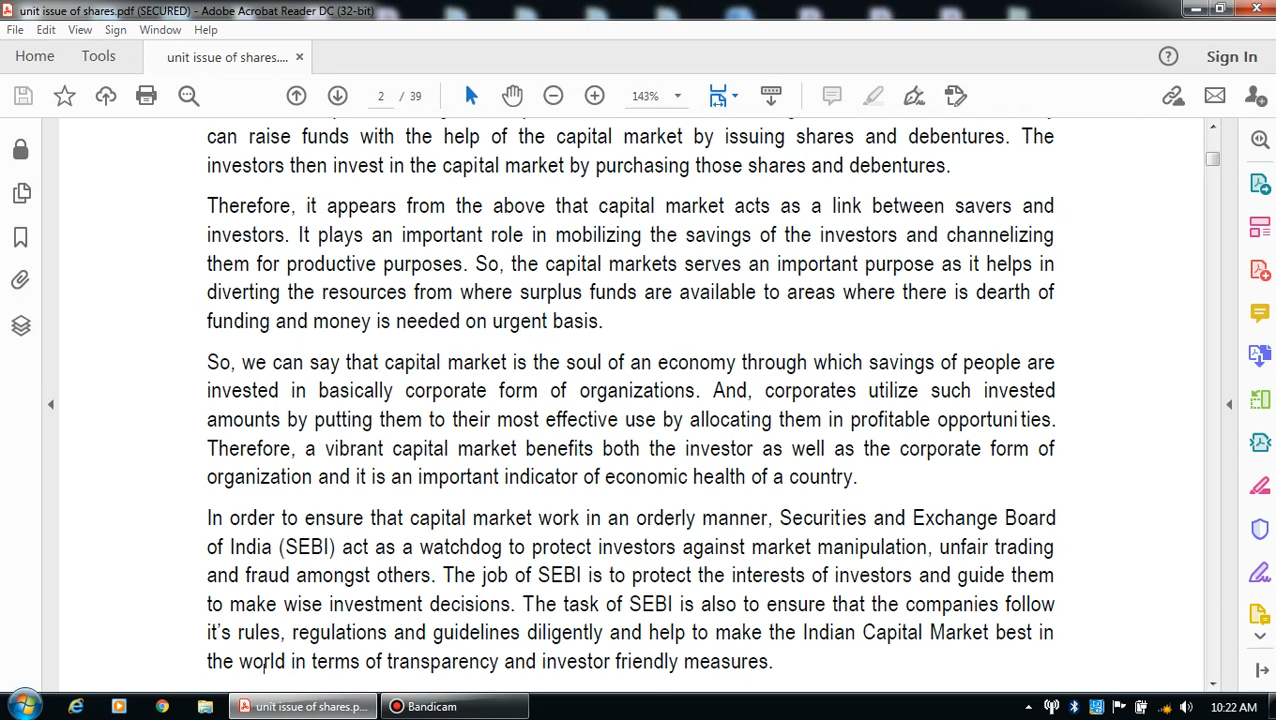 unit issue of shares.pdf (SECURED) - Adobe Acrobat Reader DC (32-bit)
File Edit View Sign Window Help
Home Tools unit issue of shares.... × Sign In
2 / 39 143%
can raise funds with the help of the capital market by issuing shares and debentures. The
investors then invest in the capital market by purchasing those shares and debentures.
Therefore, it appears from the above that capital market acts as a link between savers and
investors. It plays an important role in mobilizing the savings of the investors and channelizing
them for productive purposes. So, the capital markets serves an important purpose as it helps in
diverting the resources from where surplus funds are available to areas where there is dearth of
funding and money is needed on urgent basis.
So, we can say that capital market is the soul of an economy through which savings of people are
invested in basically corporate form of organizations. And, corporates utilize such invested
amounts by putting them to their most effective use by allocating them in profitable opportunities.
Therefore, a vibrant capital market benefits both the investor as well as the corporate form of
organization and it is an important indicator of economic health of a country.
In order to ensure that capital market work in an orderly manner, Securities and Exchange Board
of India (SEBI) act as a watchdog to protect investors against market manipulation, unfair trading
and fraud amongst others. The job of SEBI is to protect the interests of investors and guide them
to make wise investment decisions. The task of SEBI is also to ensure that the companies follow
it's rules, regulations and guidelines diligently and help to make the Indian Capital Market best in
the world in terms of transparency and investor friendly measures.
unit issue of shares.p... Bandicam 10:22 AM